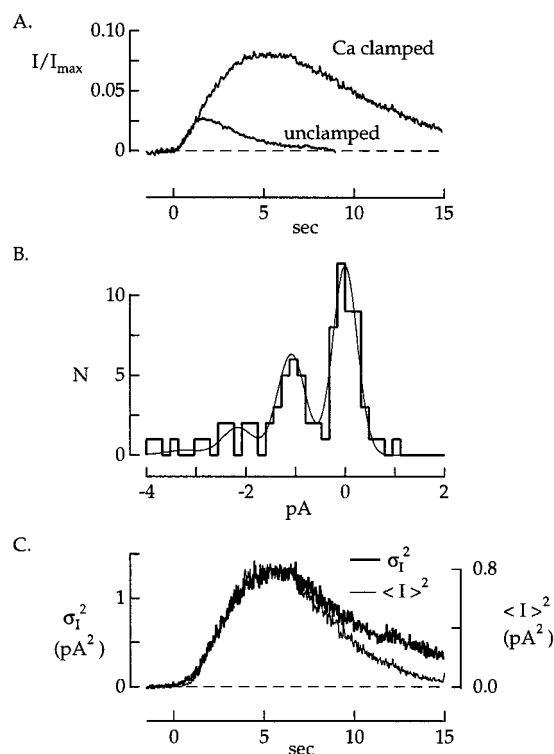 A.
0.10
I/Imax
Ca clamped
0.05
unclamped
0
0 5 10 15
sec
B.
10
N
5
0
-4 -2 0 2
pA
C.
σI²
<I>²
1
0.8
σI²
(pA²)
<I>²
(pA²)
0
0.0
0 5 10 15
sec